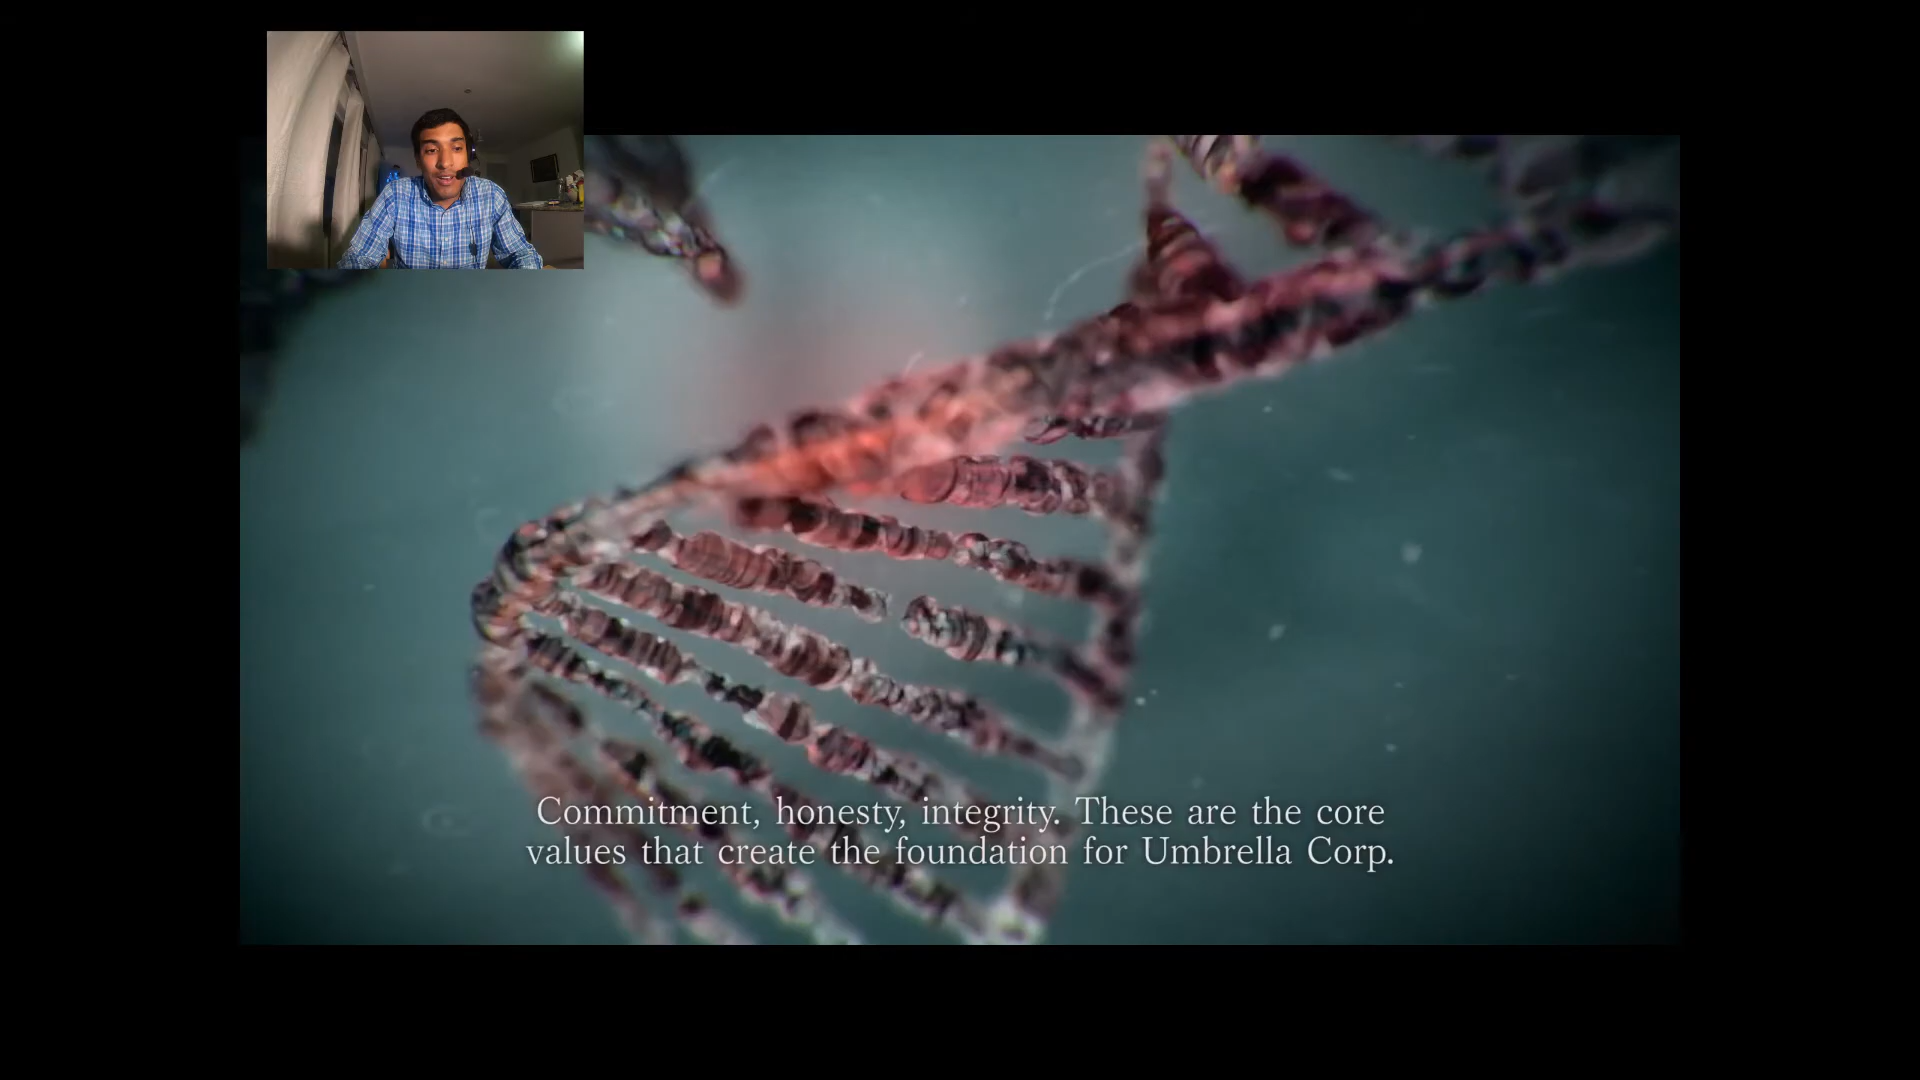 Commitment, honesty, integrity. These are the core
values that create the foundation for Umbrella Corp.